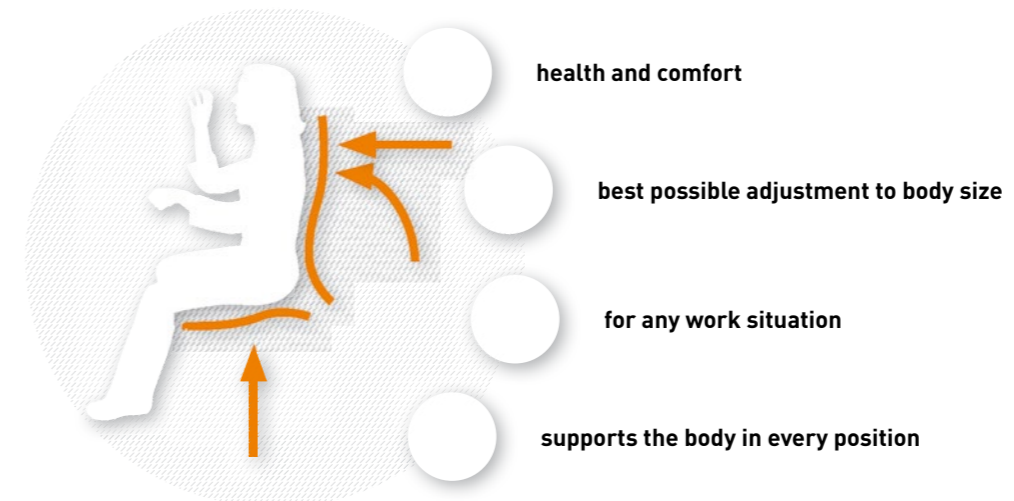 health and comfort
best possible adjustment to body size
for any work situation
supports the body in every position